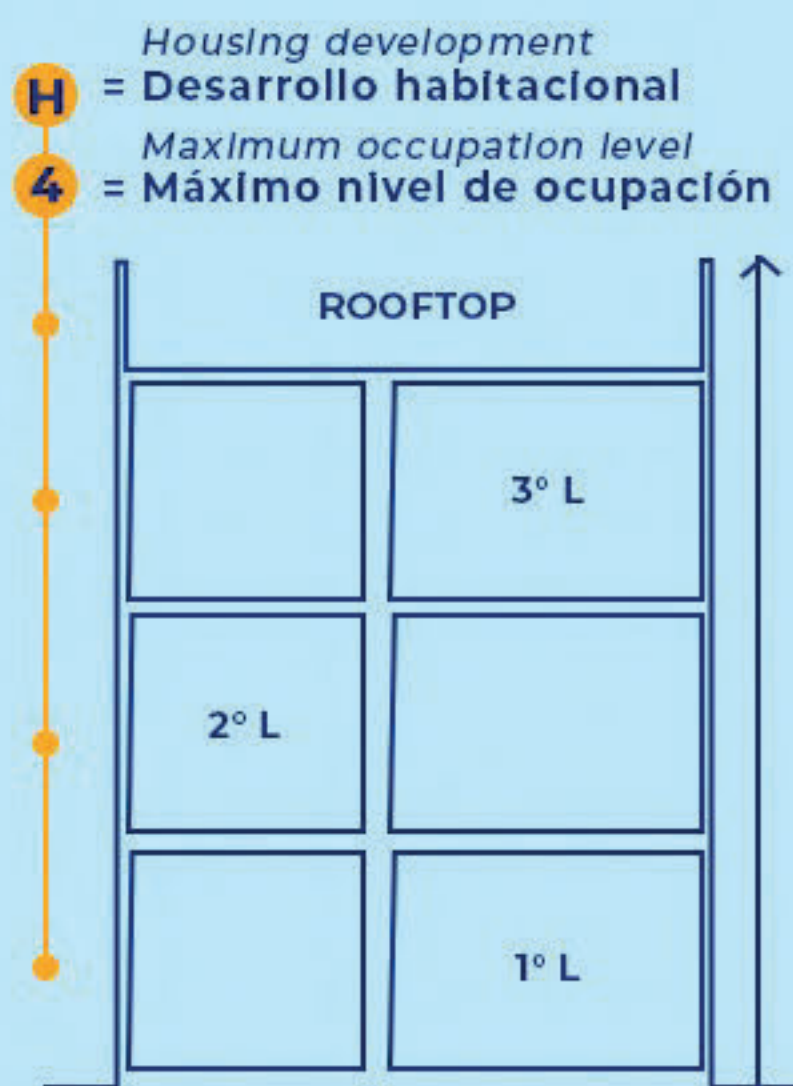 Housing development
H = Desarrollo habitacional
Maximum occupation level
4 = Máximo nivel de ocupación
ROOFTOP
3° L
2° L
1° L